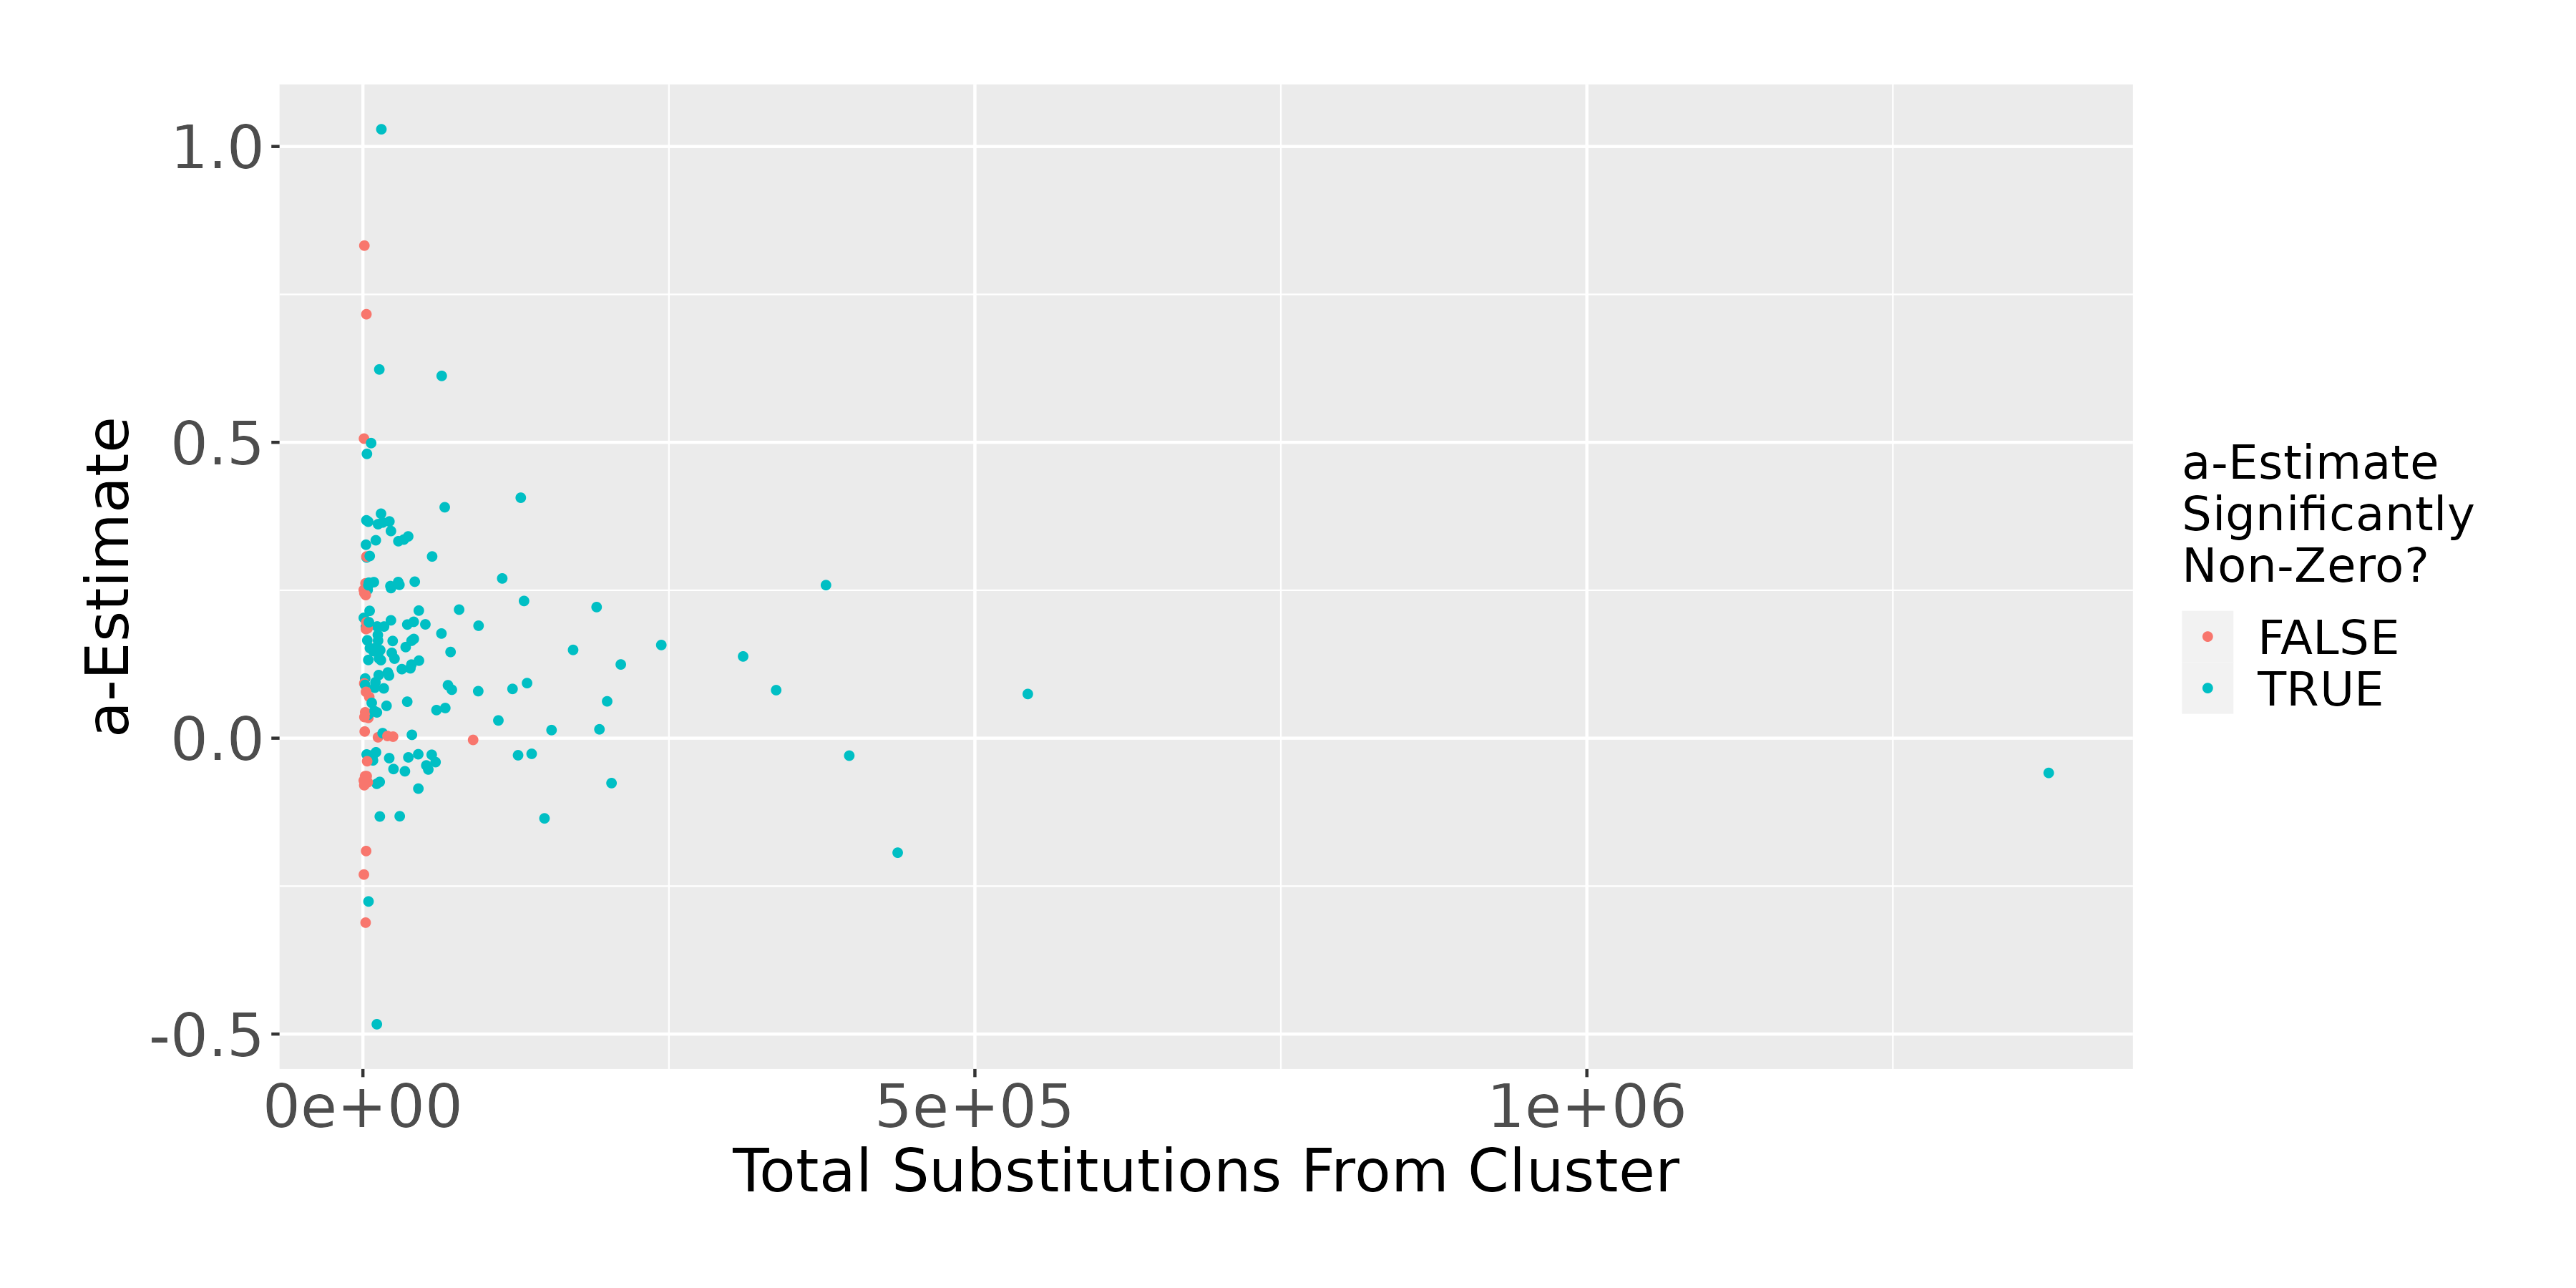 1.0
0.5
0.0
-0.5
a-Estimate
0e+00
5e+05
1e+06
Total Substitutions From Cluster
a-Estimate
Significantly
Non-Zero?
FALSE
TRUE